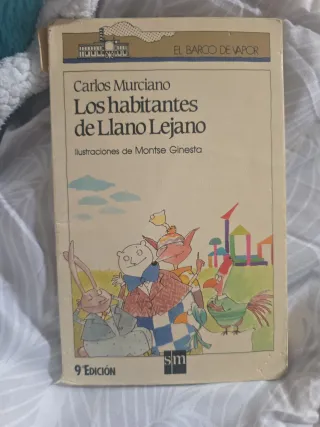 EL BARCO DE VAPOR
Carlos Murciano
Los habitantes
de Llano Lejano
Ilustraciones de Montse Ginesta
9ª EDICIÓN
sm